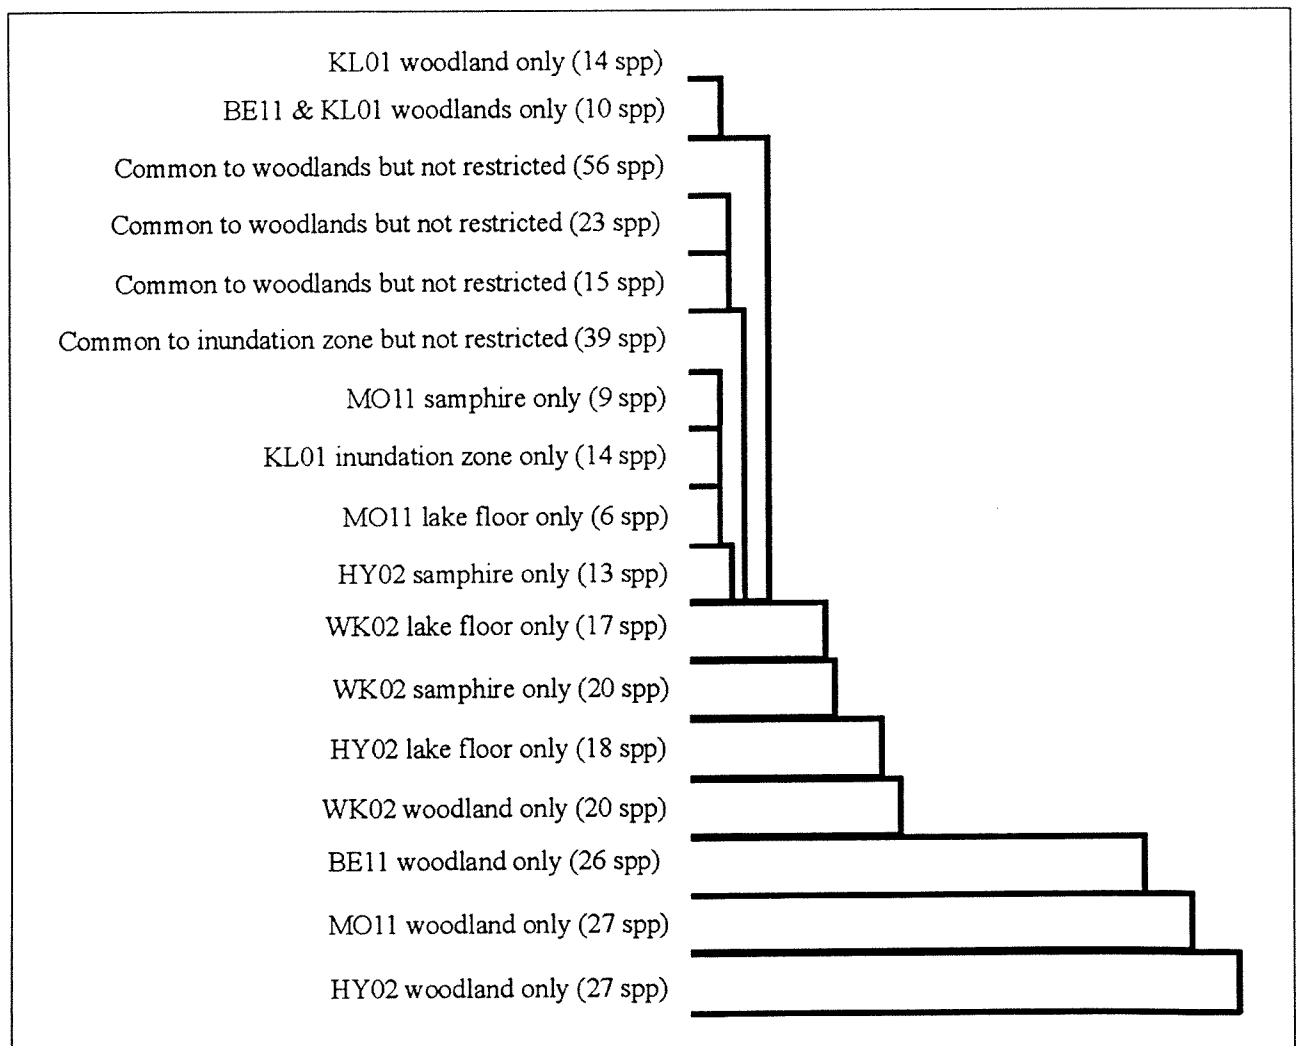 KL01 woodland only (14 spp)
BE11 & KL01 woodlands only (10 spp)
Common to woodlands but not restricted (56 spp)
Common to woodlands but not restricted (23 spp)
Common to woodlands but not restricted (15 spp)
Common to inundation zone but not restricted (39 spp)
MO11 samphire only (9 spp)
KL01 inundation zone only (14 spp)
MO11 lake floor only (6 spp)
HY02 samphire only (13 spp)
WK02 lake floor only (17 spp)
WK02 samphire only (20 spp)
HY02 lake floor only (18 spp)
WK02 woodland only (20 spp)
BE11 woodland only (26 spp)
MO11 woodland only (27 spp)
HY02 woodland only (27 spp)